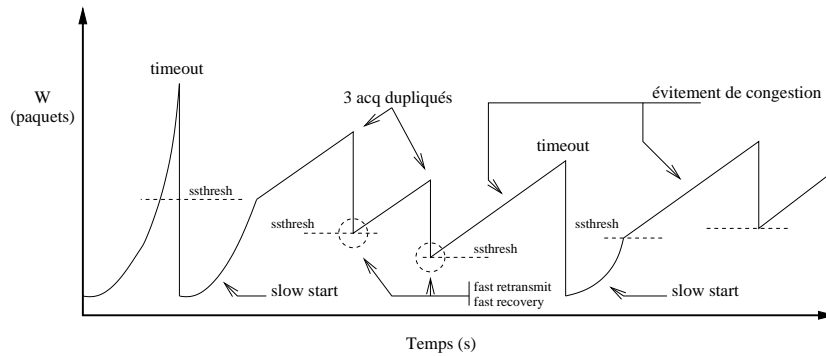 timeout
W
(paquets)
3 acq dupliqués
évitement de congestion
timeout
ssthresh
ssthresh
ssthresh
ssthresh
slow start
fast retransmit
fast recovery
slow start
Temps (s)